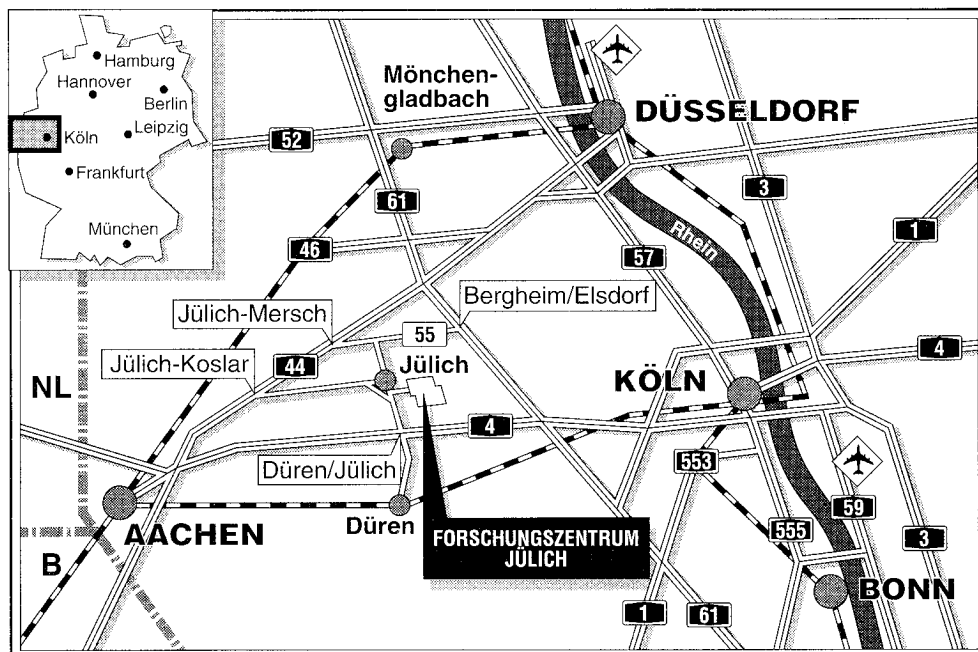 Hamburg
Hannover
Berlin
Köln
Leipzig
Frankfurt
München
Mönchen-
gladbach
DÜSSELDORF
52
61
3
1
46
Rhein
57
Bergheim/Elsdorf
Jülich-Mersch
55
4
Jülich-Koslar
44
Jülich
NL
KÖLN
4
Düren/Jülich
553
Düren
AACHEN
FORSCHUNGSZENTRUM
JÜLICH
555
59
3
B
BONN
1
61